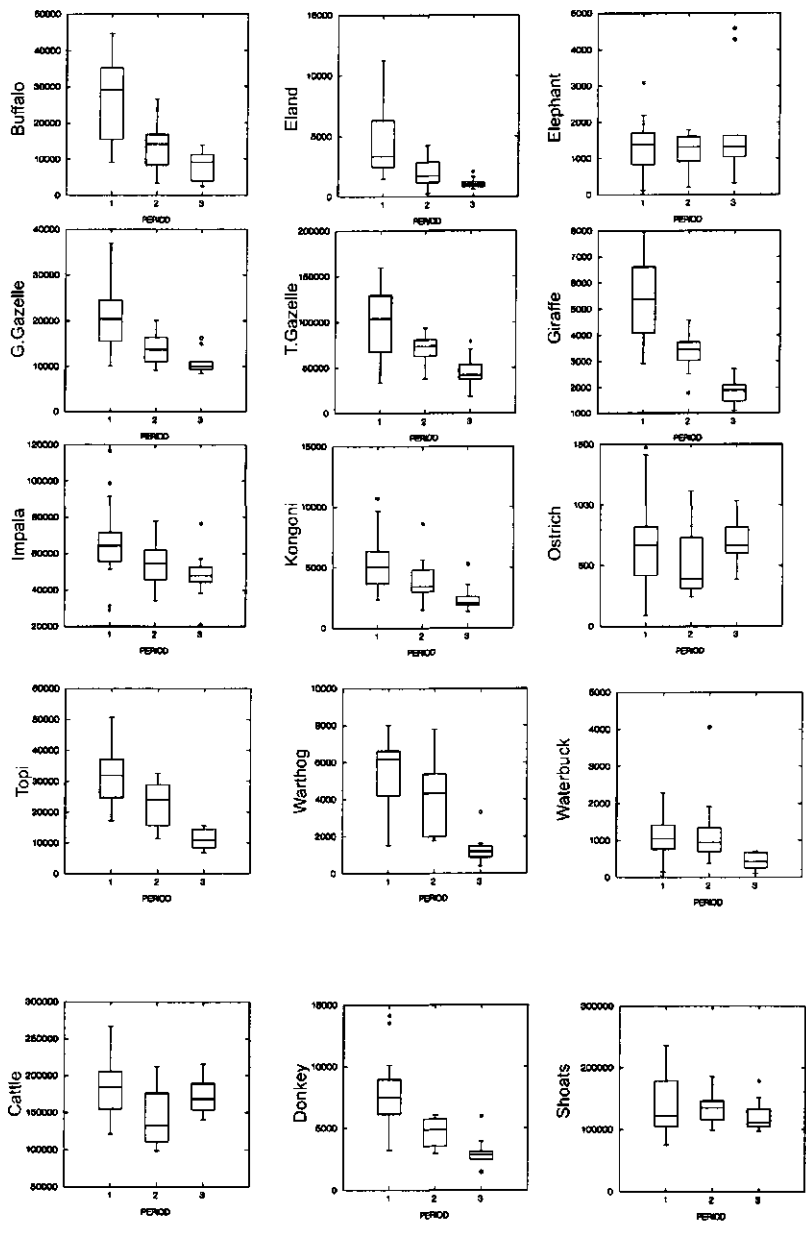 Buffalo
50000
40000
30000
20000
10000
0
1 2 3
PERIOD
Eland
15000
10000
5000
0
1 2 3
PERIOD
Elephant
5000
4000
3000
2000
1000
0
1 2 3
PERIOD
G.Gazelle
40000
30000
20000
10000
0
1 2 3
PERIOD
T.Gazelle
200000
150000
100000
50000
0
1 2 3
PERIOD
Giraffe
8000
7000
6000
5000
4000
3000
2000
1000
1 2 3
PERIOD
Impala
120000
100000
80000
60000
40000
20000
1 2 3
PERIOD
Kongoni
15000
10000
5000
0
1 2 3
PERIOD
Ostrich
1500
1000
500
0
1 2 3
PERIOD
Topi
60000
50000
40000
30000
20000
10000
0
1 2 3
PERIOD
Warthog
10000
8000
6000
4000
2000
0
1 2 3
PERIOD
Waterbuck
5000
4000
3000
2000
1000
0
1 2 3
PERIOD
Cattle
300000
250000
200000
150000
100000
50000
1 2 3
PERIOD
Donkey
15000
10000
5000
0
1 2 3
PERIOD
Shoats
300000
200000
100000
0
1 2 3
PERIOD